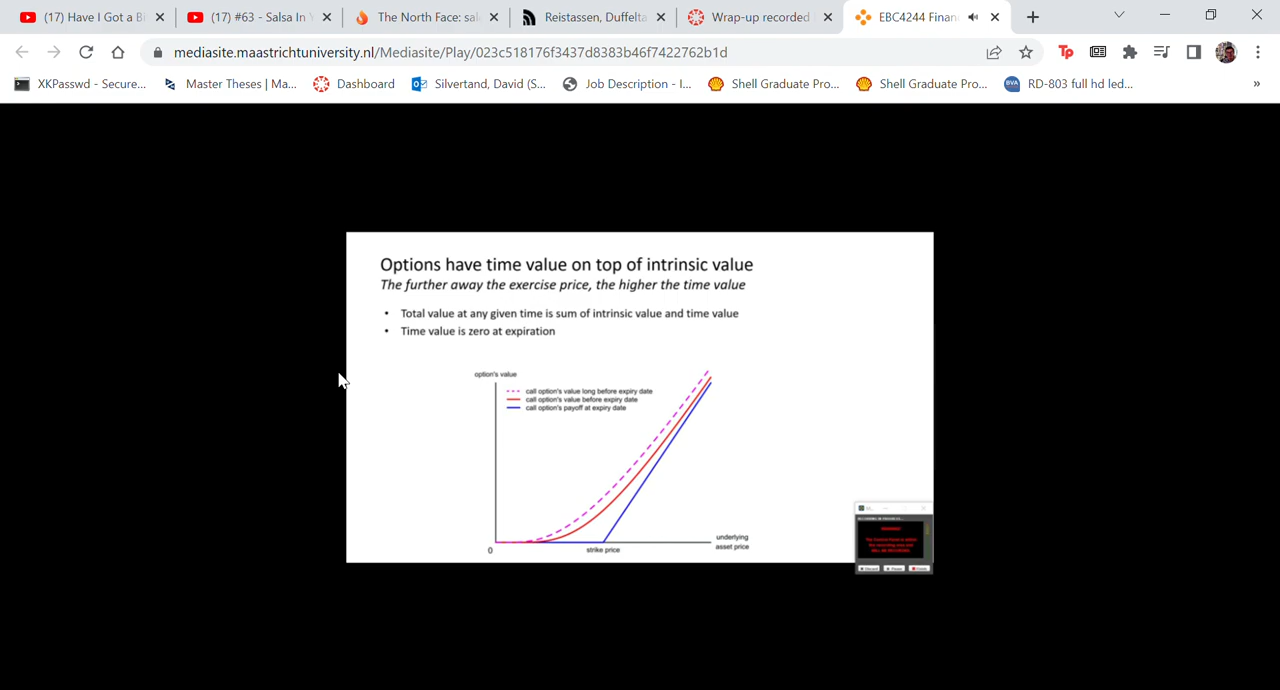 (17) Have I Got a B
(17) #63 - Salsa In Y
The North Face: sal
Reistassen, Duffelta
Wrap-up recorded
EBC4244 Finan
mediasite.maastrichtuniversity.nl/Mediasite/Play/023c518176f3437d8383b46f7422762b1d
XKPasswd - Secure...
Master Theses | Ma...
Dashboard
Silvertand, David (S...
Job Description - I...
Shell Graduate Pro...
Shell Graduate Pro...
BVA
RD-803 full hd led...
»
Options have time value on top of intrinsic value
The further away the exercise price, the higher the time value
• Total value at any given time is sum of intrinsic value and time value
• Time value is zero at expiration
option's value
call option's value long before expiry date
call option's value before expiry date
call option's payoff at expiry date
0
strike price
underlying
asset price